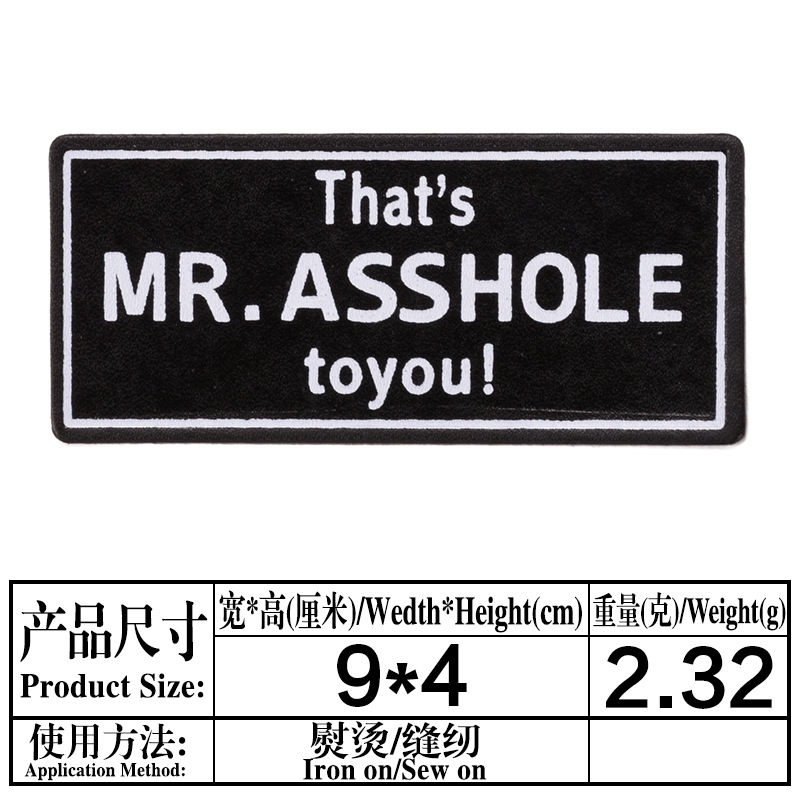 That's
MR. ASSHOLE
toyou!
产品尺寸
Product Size:
宽*高(厘米)/Wedth*Height(cm)
重量(克)/Weight(g)
9*4
2.32
使用方法:
Application Method:
熨烫/缝纫
Iron on/Sew on